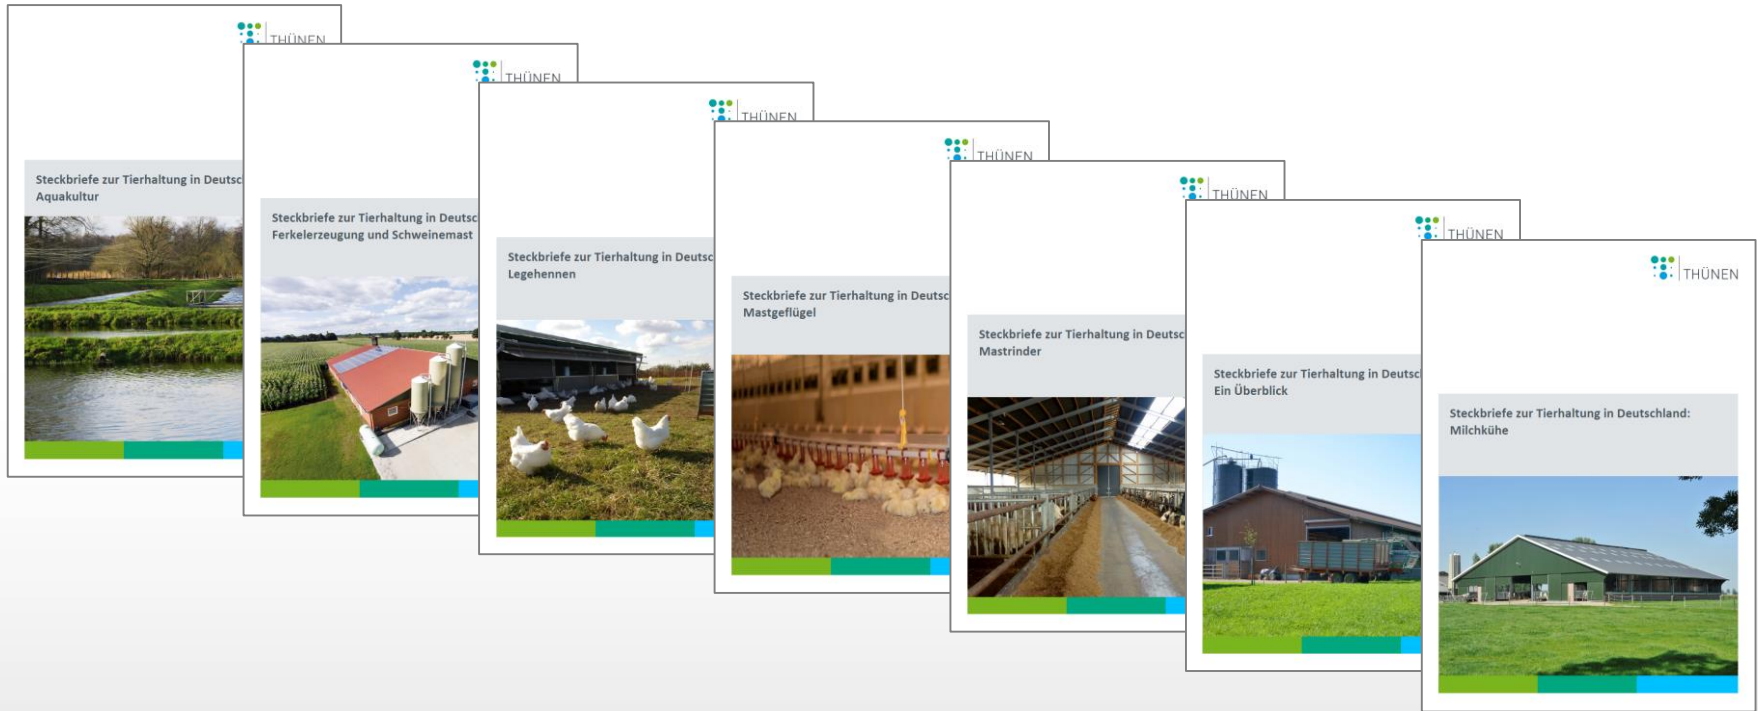 THÜNEN
Steckbriefe zur Tierhaltung in Deutsc
Aquakultur
THÜNEN
Steckbriefe zur Tierhaltung in Deutsc
Ferkelerzeugung und Schweinemast
THÜNEN
Steckbriefe zur Tierhaltung in Deutsc
Legehennen
THÜNEN
Steckbriefe zur Tierhaltung in Deutsc
Mastgeflügel
THÜNEN
Steckbriefe zur Tierhaltung in Deutsc
Mastrinder
THÜNEN
Steckbriefe zur Tierhaltung in Deutscl
Ein Überblick
THÜNEN
Steckbriefe zur Tierhaltung in Deutschland:
Milchkühe